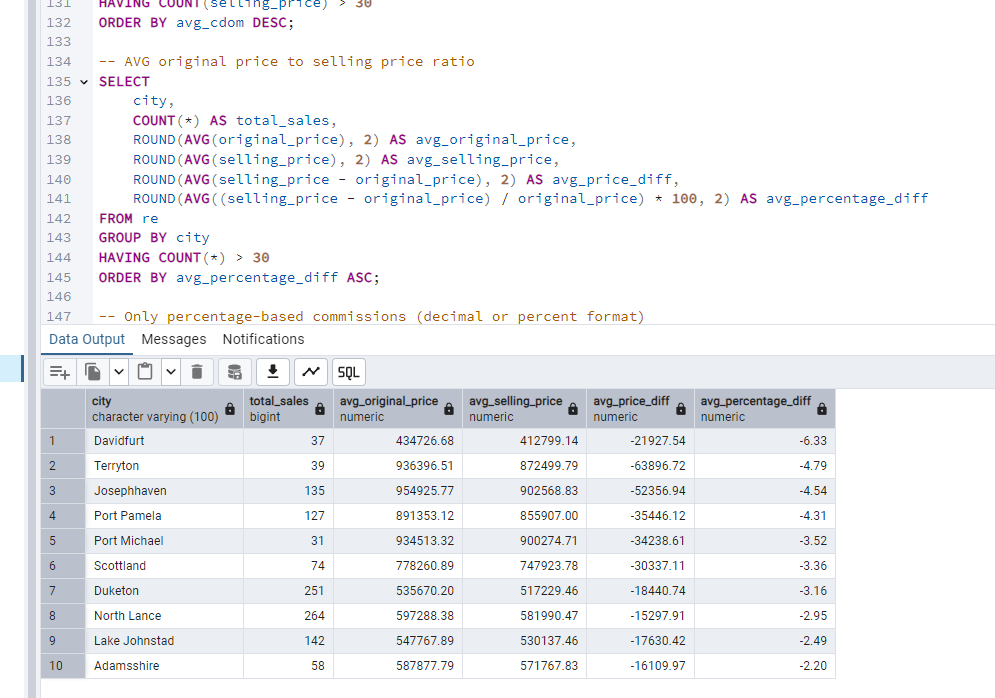 131 HAVING COUNT(selling_price) > 30
132 ORDER BY avg_cdom DESC;
133
134 -- AVG original price to selling price ratio
135 SELECT
136 city,
137 COUNT(*) AS total_sales,
138 ROUND(AVG(original_price), 2) AS avg_original_price,
139 ROUND(AVG(selling_price), 2) AS avg_selling_price,
140 ROUND(AVG(selling_price - original_price), 2) AS avg_price_diff,
141 ROUND(AVG((selling_price - original_price) / original_price) * 100, 2) AS avg_percentage_diff
142 FROM re
143 GROUP BY city
144 HAVING COUNT(*) > 30
145 ORDER BY avg_percentage_diff ASC;
146
147 -- Only percentage-based commissions (decimal or percent format)
Data Output Messages Notifications
SQL
city total_sales avg_original_price avg_selling_price avg_price_diff avg_percentage_diff
character varying (100) bigint numeric numeric numeric numeric
1 Davidfurt 37 434726.68 412799.14 -21927.54 -6.33
2 Terryton 39 936396.51 872499.79 -63896.72 -4.79
3 Josephhaven 135 954925.77 902568.83 -52356.94 -4.54
4 Port Pamela 127 891353.12 855907.00 -35446.12 -4.31
5 Port Michael 31 934513.32 900274.71 -34238.61 -3.52
6 Scottland 74 778260.89 747923.78 -30337.11 -3.36
7 Duketon 251 535670.20 517229.46 -18440.74 -3.16
8 North Lance 264 597288.38 581990.47 -15297.91 -2.95
9 Lake Johnstad 142 547767.89 530137.46 -17630.42 -2.49
10 Adamsshire 58 587877.79 571767.83 -16109.97 -2.20